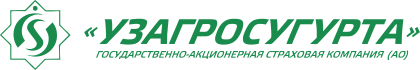 «УЗАГРОСУГУРТА»
ГОСУДАРСТВЕННО-АКЦИОНЕРНАЯ СТРАХОВАЯ КОМПАНИЯ (АО)